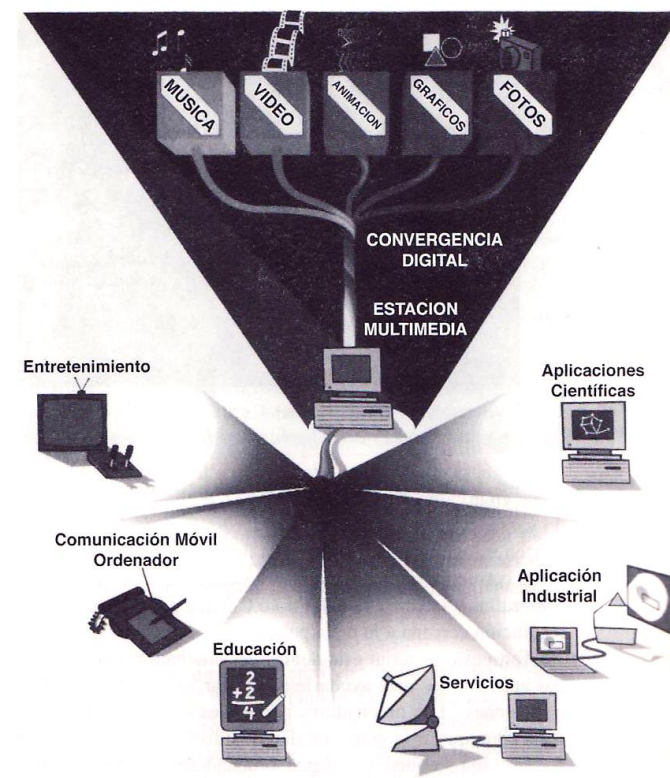 MUSICA
VIDEO
ANIMACION
GRAFICOS
FOTOS
CONVERGENCIA
DIGITAL
ESTACION
MULTIMEDIA
Entretenimiento
Aplicaciones
Científicas
Comunicación Móvil
Ordenador
Aplicación
Industrial
Educación
2
+2
4
Servicios